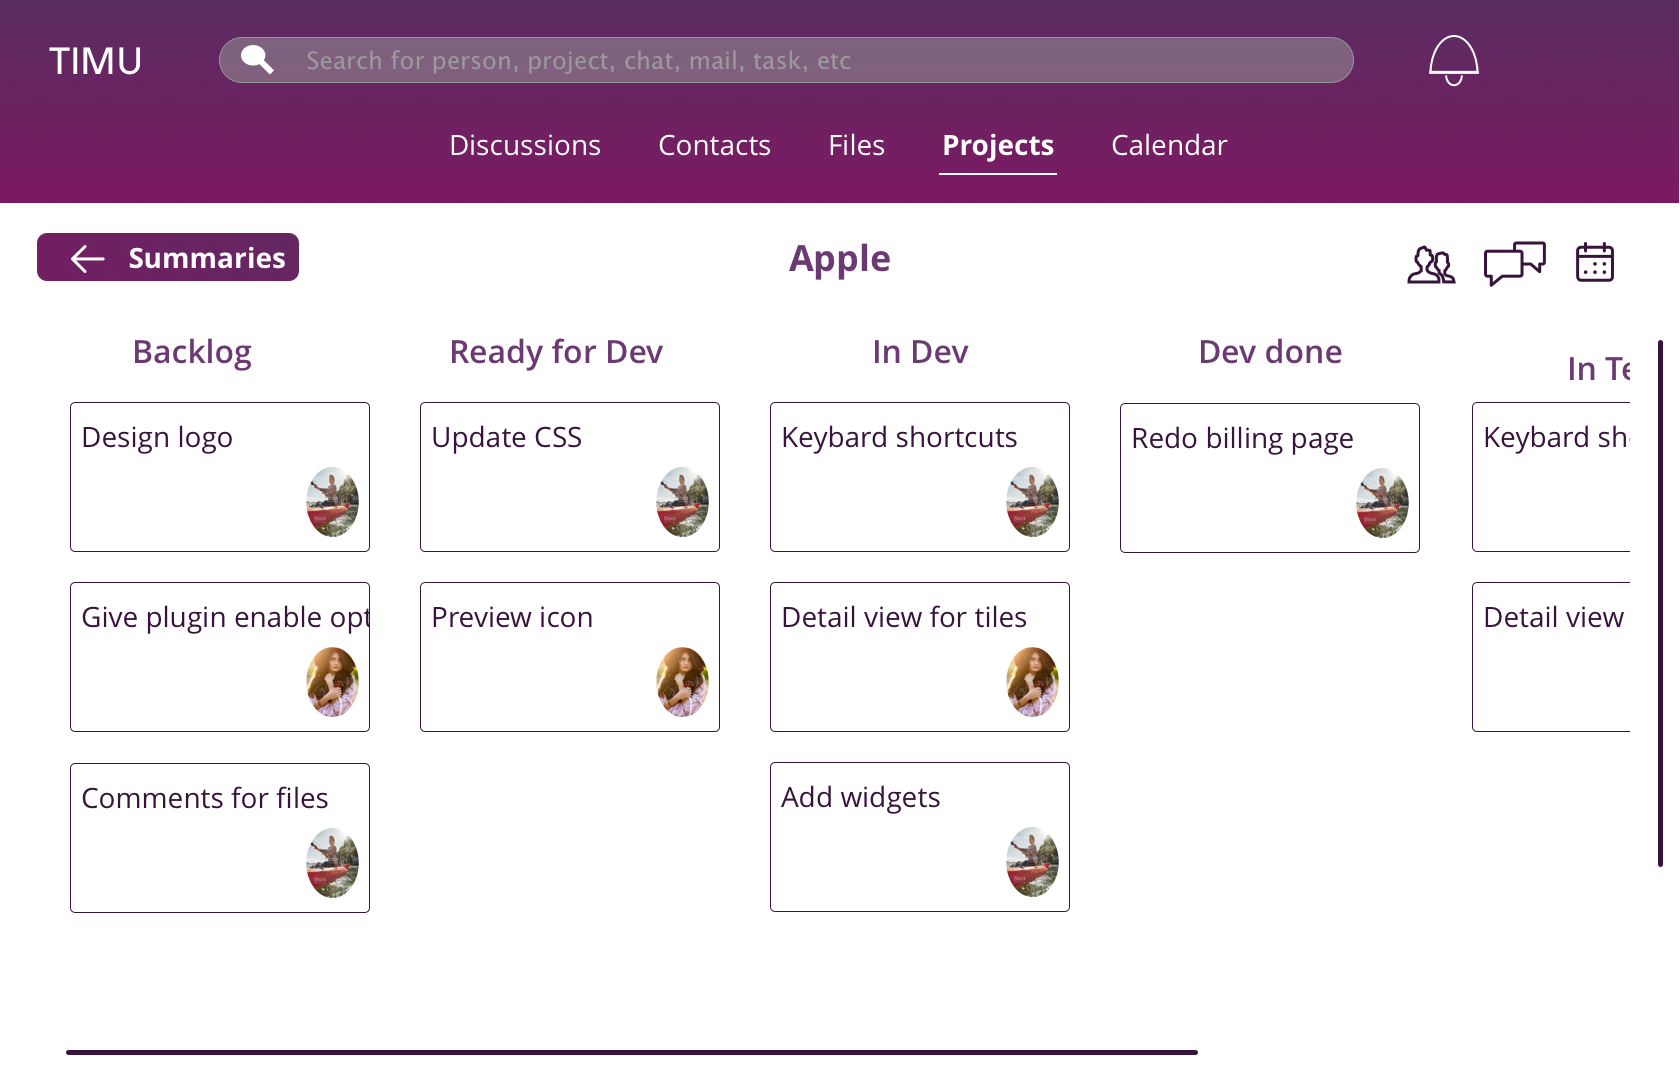 TIMU
Search for person, project, chat, mail, task, etc
Discussions Contacts Files Projects Calendar
Summaries
Apple
Backlog
Design logo
Give plugin enable opt
Comments for files
Ready for Dev
Update CSS
Preview icon
In Dev
Keybard shortcuts
Detail view for tiles
Add widgets
Dev done
Redo billing page
In Te
Keybard sh
Detail view